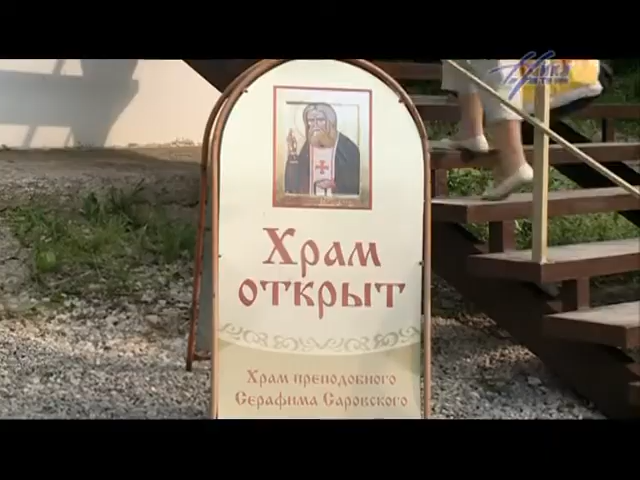 Храм
открыт
Храм преподобного
Серафима Саровского